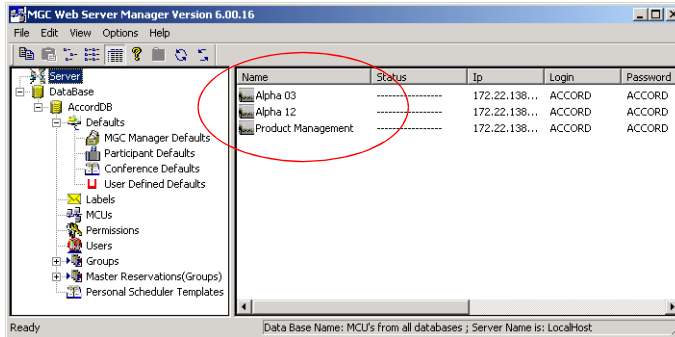 MGC Web Server Manager Version 6.00.16
File Edit View Options Help
Server
DataBase
AccordDB
Defaults
MGC Manager Defaults
Participant Defaults
Conference Defaults
User Defined Defaults
Labels
MCUs
Permissions
Users
Groups
Master Reservations(Groups)
Personal Scheduler Templates
Name Status Ip Login Password
Alpha 03 ---------------- 172.22.138... ACCORD ACCORD
Alpha 12 ---------------- 172.22.138... ACCORD ACCORD
Product Management ---------------- 172.22.138... ACCORD ACCORD
Ready Data Base Name: MCU's from all databases ; Server Name is: LocalHost